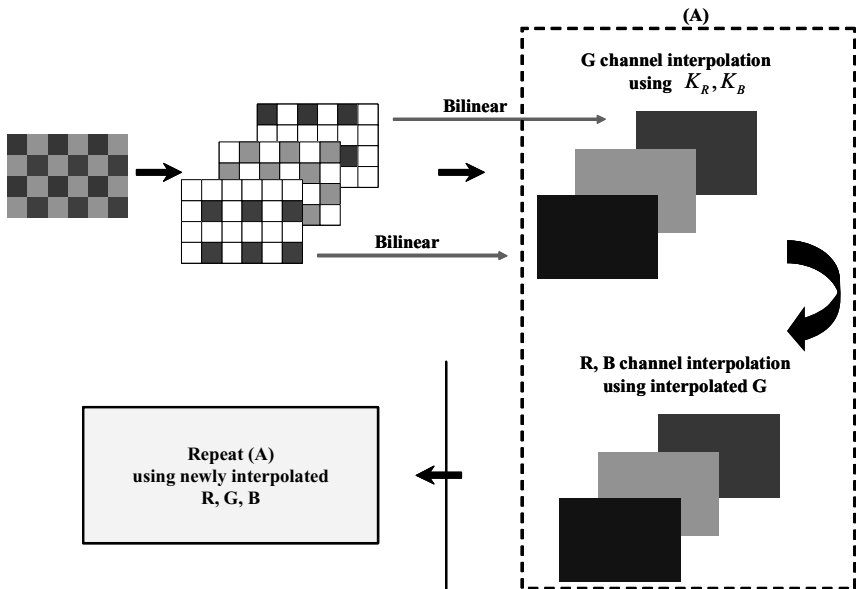 (A)
G channel interpolation
using K_R, K_B
Bilinear
Bilinear
R, B channel interpolation
using interpolated G
Repeat (A)
using newly interpolated
R, G, B